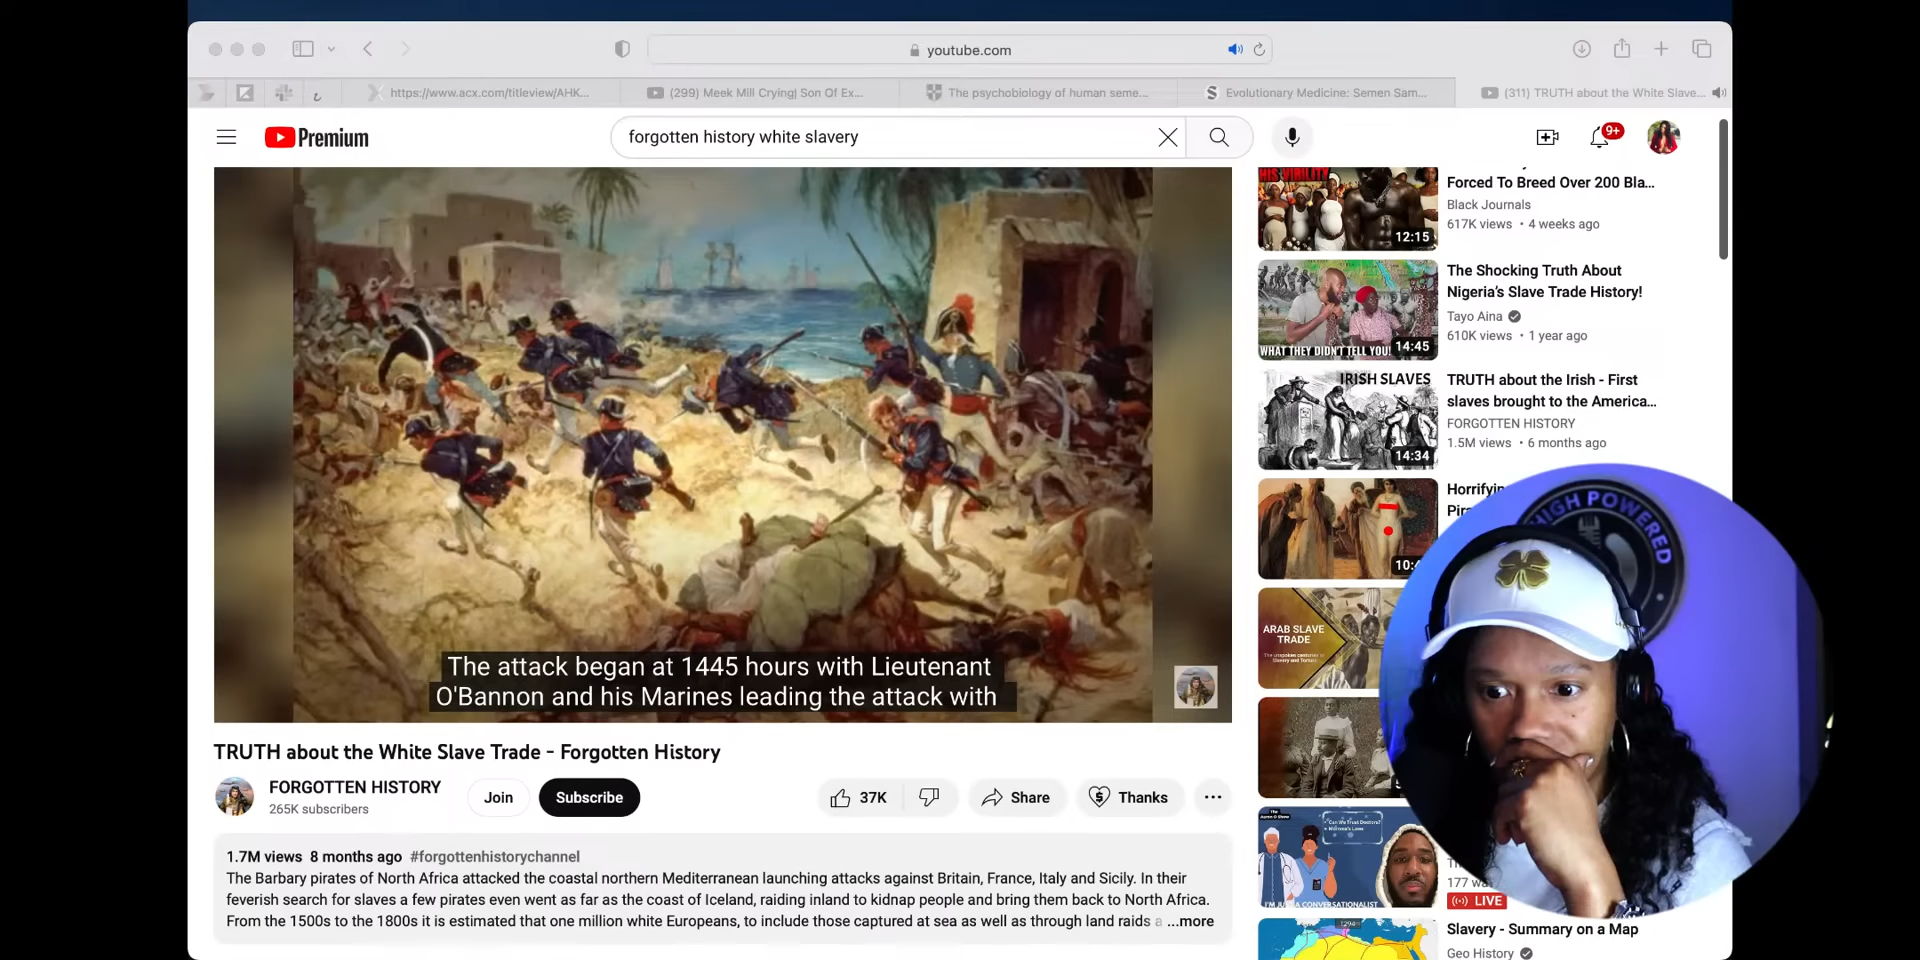 youtube.com
https://www.acx.com/titleview/AHK...
(299) Meek Mill Crying| Son Of Ex...
The psychobiology of human seme...
Evolutionary Medicine: Semen Sam...
(311) TRUTH about the White Slave...
Premium
forgotten history white slavery
9+
HIS VIRILITY
12:15
Forced To Breed Over 200 Bla...
Black Journals
617K views • 4 weeks ago
WHAT THEY DIDN'T TELL YOU!
14:45
The Shocking Truth About
Nigeria's Slave Trade History!
Tayo Aina
610K views • 1 year ago
IRISH SLAVES
14:34
TRUTH about the Irish - First
slaves brought to the America...
FORGOTTEN HISTORY
1.5M views • 6 months ago
Horrifyin
Pir
10:4
HIGH POWERED
ARAB SLAVE
TRADE
The attack began at 1445 hours with Lieutenant
O'Bannon and his Marines leading the attack with
TRUTH about the White Slave Trade - Forgotten History
FORGOTTEN HISTORY
265K subscribers
Join
Subscribe
37K
Share
Thanks
1.7M views 8 months ago #forgottenhistorychannel
The Barbary pirates of North Africa attacked the coastal northern Mediterranean launching attacks against Britain, France, Italy and Sicily. In their
feverish search for slaves a few pirates even went as far as the coast of Iceland, raiding inland to kidnap people and bring them back to North Africa.
From the 1500s to the 1800s it is estimated that one million white Europeans, to include those captured at sea as well as through land raids a ...more
Can We Trust Doctors?
I'M JUST A CONVERSATIONALIST
177 wa
LIVE
Slavery - Summary on a Map
Geo History